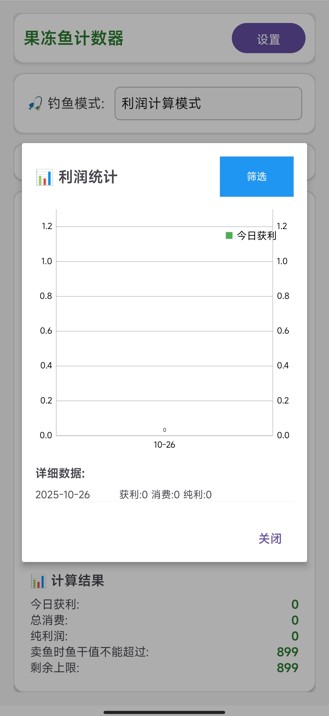 果冻鱼计数器
设置
🎣 钓鱼模式:
利润计算模式
📊 利润统计
筛选
今日获利
1.2
1.0
0.8
0.6
0.4
0.2
0.0
1.2
1.0
0.8
0.6
0.4
0.2
0.0
0
10-26
详细数据:
2025-10-26 获利:0 消费:0 纯利:0
关闭
📊 计算结果
今日获利: 0
总消费: 0
纯利润: 0
卖鱼时鱼干值不能超过: 899
剩余上限: 899